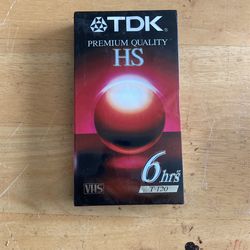 TDK
PREMIUM QUALITY
HS
6 hrs
T-120
VHS